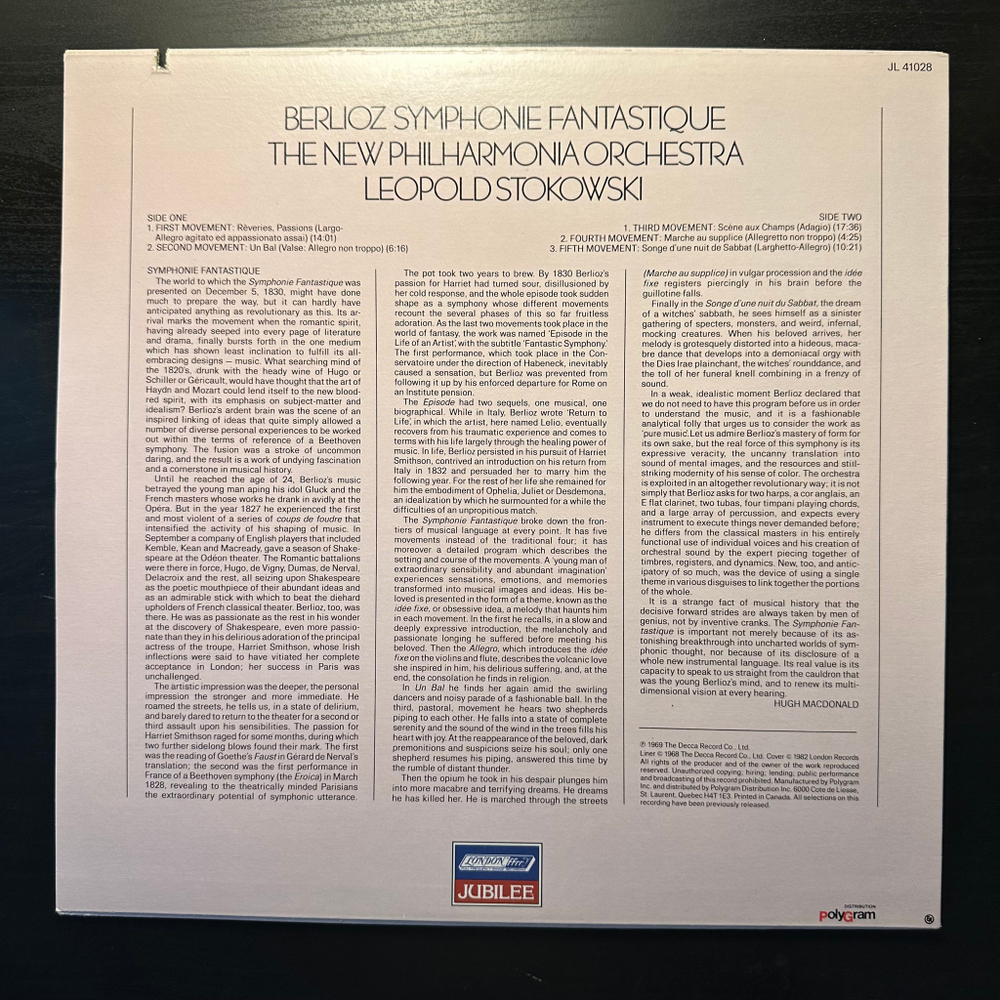 JL 41028
BERLIOZ SYMPHONIE FANTASTIQUE
THE NEW PHILHARMONIA ORCHESTRA
LEOPOLD STOKOWSKI
SIDE ONE
1. FIRST MOVEMENT: Rèveries, Passions (Largo-
Allegro agitato ed appassionato assai) (14:01)
2. SECOND MOVEMENT: Un Bal (Valse: Allegro non troppo) (6:16)
SIDE TWO
1. THIRD MOVEMENT: Scène aux Champs (Adagio) (17:36)
2. FOURTH MOVEMENT: Marche au supplice (Allegretto non troppo) (4:25)
3. FIFTH MOVEMENT: Songe d'une nuit de Sabbat (Larghetto-Allegro) (10:21)
SYMPHONIE FANTASTIQUE
The world to which the Symphonie Fantastique was
presented on December 5, 1830, might have done
much to prepare the way, but it can hardly have
anticipated anything as revolutionary as this. Its ar-
rival marks the movement when the romantic spirit,
having already seeped into every page of literature
and drama, finally bursts forth in the one medium
which has shown least inclination to fulfill its all-
embracing designs — music. What searching mind of
the 1820's, drunk with the heady wine of Hugo or
Schiller or Géricault, would have thought that the art of
Haydn and Mozart could lend itself to the new blood-
red spirit, with its emphasis on subject-matter and
idealism? Berlioz's ardent brain was the scene of an
inspired linking of ideas that quite simply allowed a
number of diverse personal experiences to be worked
out within the terms of reference of a Beethoven
symphony. The fusion was a stroke of uncommon
daring, and the result is a work of undying fascination
and a cornerstone in musical history.
Until he reached the age of 24, Berlioz's music
betrayed the young man aping his idol Gluck and the
French masters whose works he drank in avidly at the
Opéra. But in the year 1827 he experienced the first
and most violent of a series of coups de foudre that
intensified the activity of his shaping of music. In
September a company of English players that included
Kemble, Kean and Macready, gave a season of Shake-
speare at the Odéon theater. The Romantic battalions
were there in force, Hugo, de Vigny, Dumas, de Nerval,
Delacroix and the rest, all seizing upon Shakespeare
as the poetic mouthpiece of their abundant ideas and
as an admirable stick with which to beat the diehard
upholders of French classical theater. Berlioz, too, was
there. He was as passionate as the rest in his wonder
at the discovery of Shakespeare, even more passio-
nate than they in his delirious adoration of the principal
actress of the troupe, Harriet Smithson, whose Irish
inflections were said to have vitiated her complete
acceptance in London; her success in Paris was
unchallenged.
The artistic impression was the deeper, the personal
impression the stronger and more immediate. He
roamed the streets, he tells us, in a state of delirium,
and barely dared to return to the theater for a second or
third assault upon his sensibilities. The passion for
Harriet Smithson raged for some months, during which
two further sidelong blows found their mark. The first
was the reading of Goethe's Faust in Gérard de Nerval's
translation; the second was the first performance in
France of a Beethoven symphony (the Eroica) in March
1828, revealing to the theatrically minded Parisians
the extraordinary potential of symphonic utterance.
The pot took two years to brew. By 1830 Berlioz's
passion for Harriet had turned sour, disillusioned by
her cold response, and the whole episode took sudden
shape as a symphony whose different movements
recount the several phases of this so far fruitless
adoration. As the last two movements took place in the
world of fantasy, the work was named 'Episode in the
Life of an Artist', with the subtitle 'Fantastic Symphony.'
The first performance, which took place in the Con-
servatoire under the direction of Habeneck, inevitably
caused a sensation, but Berlioz was prevented from
following it up by his enforced departure for Rome on
an Institute pension.
The Episode had two sequels, one musical, one
biographical. While in Italy, Berlioz wrote 'Return to
Life', in which the artist, here named Lelio, eventually
recovers from his traumatic experience and comes to
terms with his life largely through the healing power of
music. In life, Berlioz persisted in his pursuit of Harriet
Smithson, contrived an introduction on his return from
Italy in 1832 and persuaded her to marry him the
following year. For the rest of her life she remained for
him the embodiment of Ophelia, Juliet or Desdemona,
an idealization by which he surmounted for a while the
difficulties of an unpropitious match.
The Symphonie Fantastique broke down the fron-
tiers of musical language at every point. It has five
movements instead of the traditional four; it has
moreover a detailed program which describes the
setting and course of the movements. A 'young man of
extraordinary sensibility and abundant imagination'
experiences sensations, emotions, and memories
transformed into musical images and ideas. His be-
loved is presented in the form of a theme, known as the
idée fixe, or obsessive idea, a melody that haunts him
in each movement. In the first he recalls, in a slow and
deeply expressive introduction, the melancholy and
passionate longing he suffered before meeting his
beloved. Then the Allegro, which introduces the idée
fixe on the violins and flute, describes the volcanic love
she inspired in him, his delirious suffering, and, at the
end, the consolation he finds in religion.
In Un Bal he finds her again amid the swirling
dancers and noisy parade of a fashionable ball. In the
third, pastoral, movement he hears two shepherds
piping to each other. He falls into a state of complete
serenity and the sound of the wind in the trees fills his
heart with joy. At the reappearance of the beloved, dark
premonitions and suspicions seize his soul; only one
shepherd resumes his piping, answered this time by
the rumble of distant thunder.
Then the opium he took in his despair plunges him
into more macabre and terrifying dreams. He dreams
he has killed her. He is marched through the streets
(Marche au supplice) in vulgar procession and the idée
fixe registers piercingly in his brain before the
guillotine falls.
Finally in the Songe d'une nuit du Sabbat, the dream
of a witches' sabbath, he sees himself as a sinister
gathering of specters, monsters, and weird, infernal,
mocking creatures. When his beloved arrives, her
melody is grotesquely distorted into a hideous, maca-
bre dance that develops into a demoniacal orgy with
the Dies Irae plainchant, the witches' rounddance, and
the toll of her funeral knell combining in a frenzy of
sound.
In a weak, idealistic moment Berlioz declared that
we do not need to have this program before us in order
to understand the music, and it is a fashionable
analytical folly that urges us to consider the work as
'pure music'. Let us admire Berlioz's mastery of form for
its own sake, but the real force of this symphony is its
expressive veracity, the uncanny translation into
sound of mental images, and the resources and still-
striking modernity of his sense of color. The orchestra
is exploited in an altogether revolutionary way; it is not
simply that Berlioz asks for two harps, a cor anglais, an
E flat clarinet, two tubas, four timpani playing chords,
and a large array of percussion, and expects every
instrument to execute things never demanded before;
he differs from the classical masters in his entirely
functional use of individual voices and his creation of
orchestral sound by the expert piecing together of
timbres, registers, and dynamics. New, too, and antic-
ipatory of so much, was the device of using a single
theme in various disguises to link together the portions
of the whole.
It is a strange fact of musical history that the
decisive forward strides are always taken by men of
genius, not by inventive cranks. The Symphonie Fan-
tastique is important not merely because of its as-
tonishing breakthrough into uncharted worlds of sym-
phonic thought, nor because of its disclosure of a
whole new instrumental language. Its real value is its
capacity to speak to us straight from the cauldron that
was the young Berlioz's mind, and to renew its multi-
dimensional vision at every hearing.
HUGH MACDONALD
℗ 1969 The Decca Record Co., Ltd.
Liner © 1968 The Decca Record Co., Ltd. Cover © 1982 London Records
All rights of the producer and of the owner of the work reproduced
reserved. Unauthorized copying; hiring; lending; public performance
and broadcasting of this record prohibited. Manufactured by Polygram
Inc. and distributed by Polygram Distribution Inc. 6000 Cote de Liesse,
St. Laurent, Quebec H4T 1E3. Printed in Canada. All selections on this
recording have been previously released.
LONDON ffrr
JUBILEE
DISTRIBUTION
PolyGram